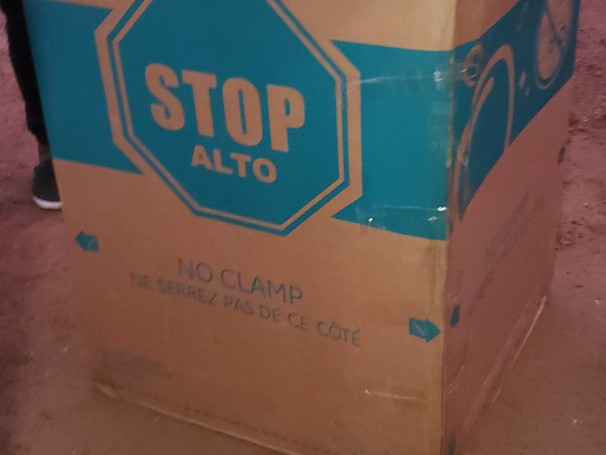 STOP
ALTO
NO CLAMP
NE SERREZ PAS DE CE CÔTÉ